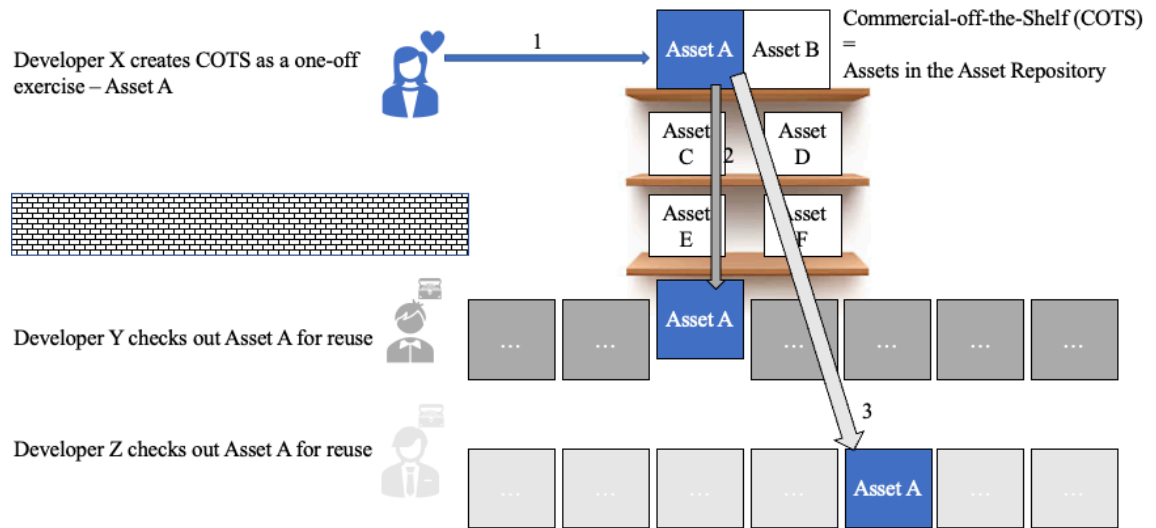 Commercial-off-the-Shelf (COTS)
=
Assets in the Asset Repository
Developer X creates COTS as a one-off
exercise – Asset A
1
Asset A
Asset B
Asset
C
Asset
D
2
Asset
E
Asset
F
Developer Y checks out Asset A for reuse
...
...
Asset A
...
...
...
...
3
Developer Z checks out Asset A for reuse
...
...
...
...
Asset A
...
...